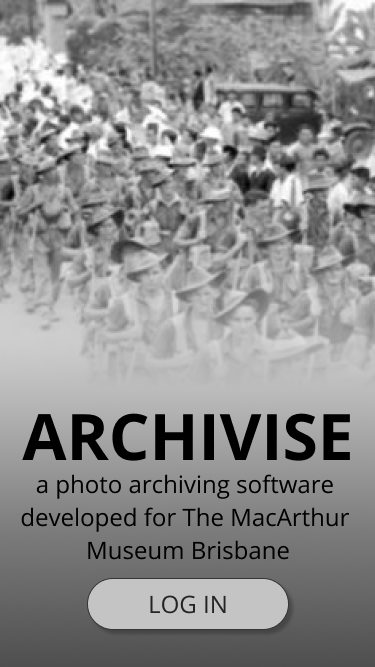 ARCHIVISE
a photo archiving software
developed for The MacArthur
Museum Brisbane
LOG IN